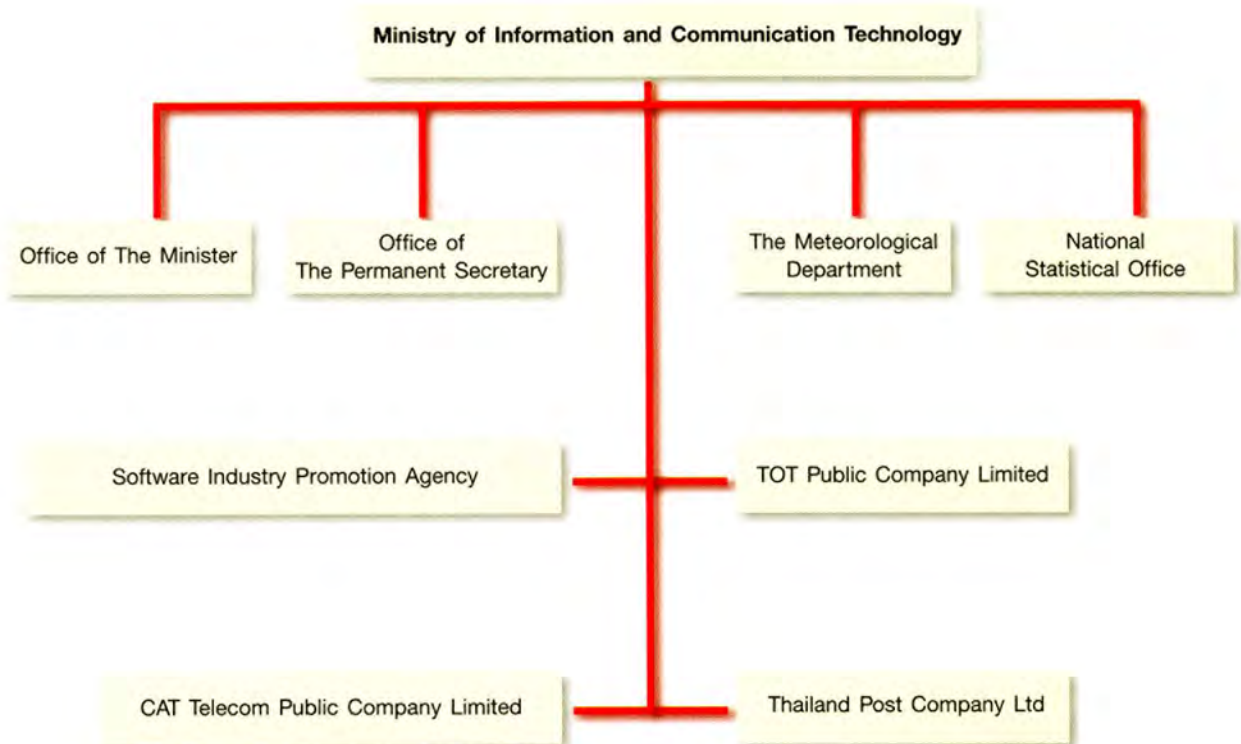 Ministry of Information and Communication Technology
Office of The Minister
Office of
The Permanent Secretary
The Meteorological
Department
National
Statistical Office
Software Industry Promotion Agency
TOT Public Company Limited
CAT Telecom Public Company Limited
Thailand Post Company Ltd